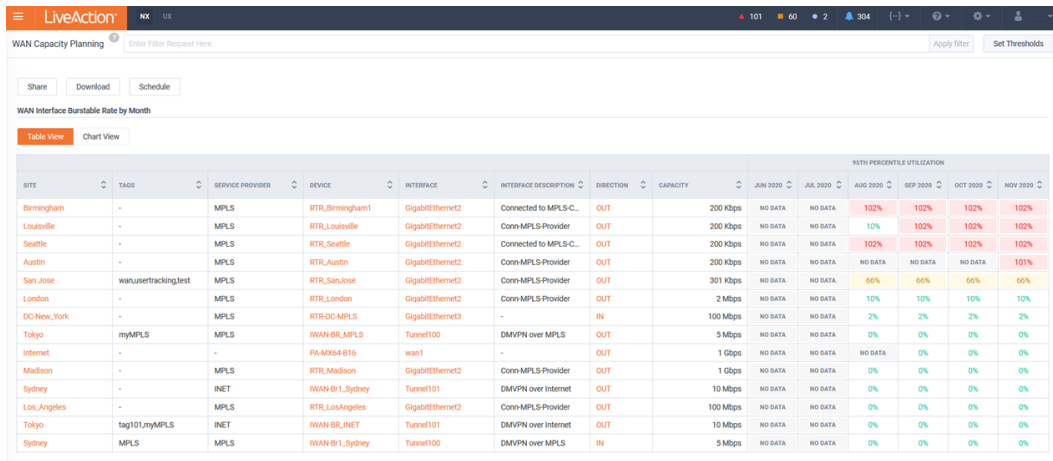 LiveAction NX UX 101 60 2 304
WAN Capacity Planning ? Enter Filter Request Here Apply filter Set Thresholds
Share Download Schedule
WAN Interface Burstable Rate by Month
Table View Chart View
95TH PERCENTILE UTILIZATION
SITE TAGS SERVICE PROVIDER DEVICE INTERFACE INTERFACE DESCRIPTION DIRECTION CAPACITY JUN 2020 JUL 2020 AUG 2020 SEP 2020 OCT 2020 NOV 2020
Birmingham - MPLS RTR_Birmingham1 GigabitEthernet2 Connected to MPLS-C... OUT 200 Kbps NO DATA NO DATA 102% 102% 102% 102%
Louisville - MPLS RTR_Louisville GigabitEthernet2 Conn-MPLS-Provider OUT 200 Kbps NO DATA NO DATA 10% 102% 102% 102%
Seattle - MPLS RTR_Seattle GigabitEthernet2 Connected to MPLS-C... OUT 200 Kbps NO DATA NO DATA 102% 102% 102% 102%
Austin - MPLS RTR_Austin GigabitEthernet2 Conn-MPLS-Provider OUT 200 Kbps NO DATA NO DATA NO DATA NO DATA NO DATA 101%
San Jose wan,usertracking,test MPLS RTR_SanJose GigabitEthernet2 Conn-MPLS-Provider OUT 301 Kbps NO DATA NO DATA 66% 66% 66% 66%
London - MPLS RTR_London GigabitEthernet2 Conn-MPLS-Provider OUT 2 Mbps NO DATA NO DATA 10% 10% 10% 10%
DC-New_York - MPLS RTR-DC-MPLS GigabitEthernet3 - IN 100 Mbps NO DATA NO DATA 2% 2% 2% 2%
Tokyo myMPLS MPLS IWAN-BR_MPLS Tunnel100 DMVPN over MPLS OUT 5 Mbps NO DATA NO DATA 0% 0% 0% 0%
Internet - - PA-MX64-B16 wan1 - OUT 1 Gbps NO DATA NO DATA NO DATA 0% 0% 0%
Madison - MPLS RTR_Madison GigabitEthernet2 Conn-MPLS-Provider OUT 1 Gbps NO DATA NO DATA 0% 0% 0% 0%
Sydney - INET IWAN-Br1_Sydney Tunnel101 DMVPN over Internet OUT 10 Mbps NO DATA NO DATA 0% 0% 0% 0%
Los_Angeles - MPLS RTR_LosAngeles GigabitEthernet2 Conn-MPLS-Provider OUT 100 Mbps NO DATA NO DATA 0% 0% 0% 0%
Tokyo tag101,myMPLS INET IWAN-BR_INET Tunnel101 DMVPN over Internet OUT 10 Mbps NO DATA NO DATA 0% 0% 0% 0%
Sydney MPLS MPLS IWAN-Br1_Sydney Tunnel100 DMVPN over MPLS IN 5 Mbps NO DATA NO DATA 0% 0% 0% 0%